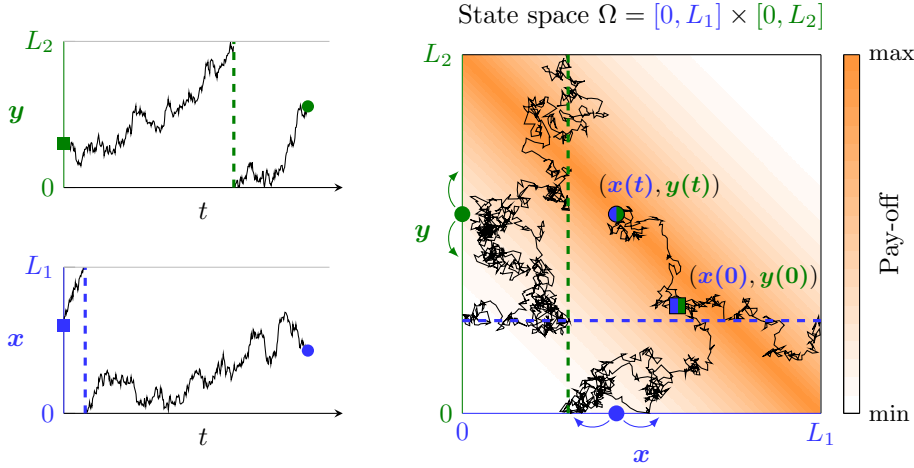 State space Ω = [0, L₁] × [0, L₂]
L₂
y
0
t
L₁
x
0
t
L₂
y
0
0
x
L₁
(x(t), y(t))
(x(0), y(0))
max
Pay-off
min